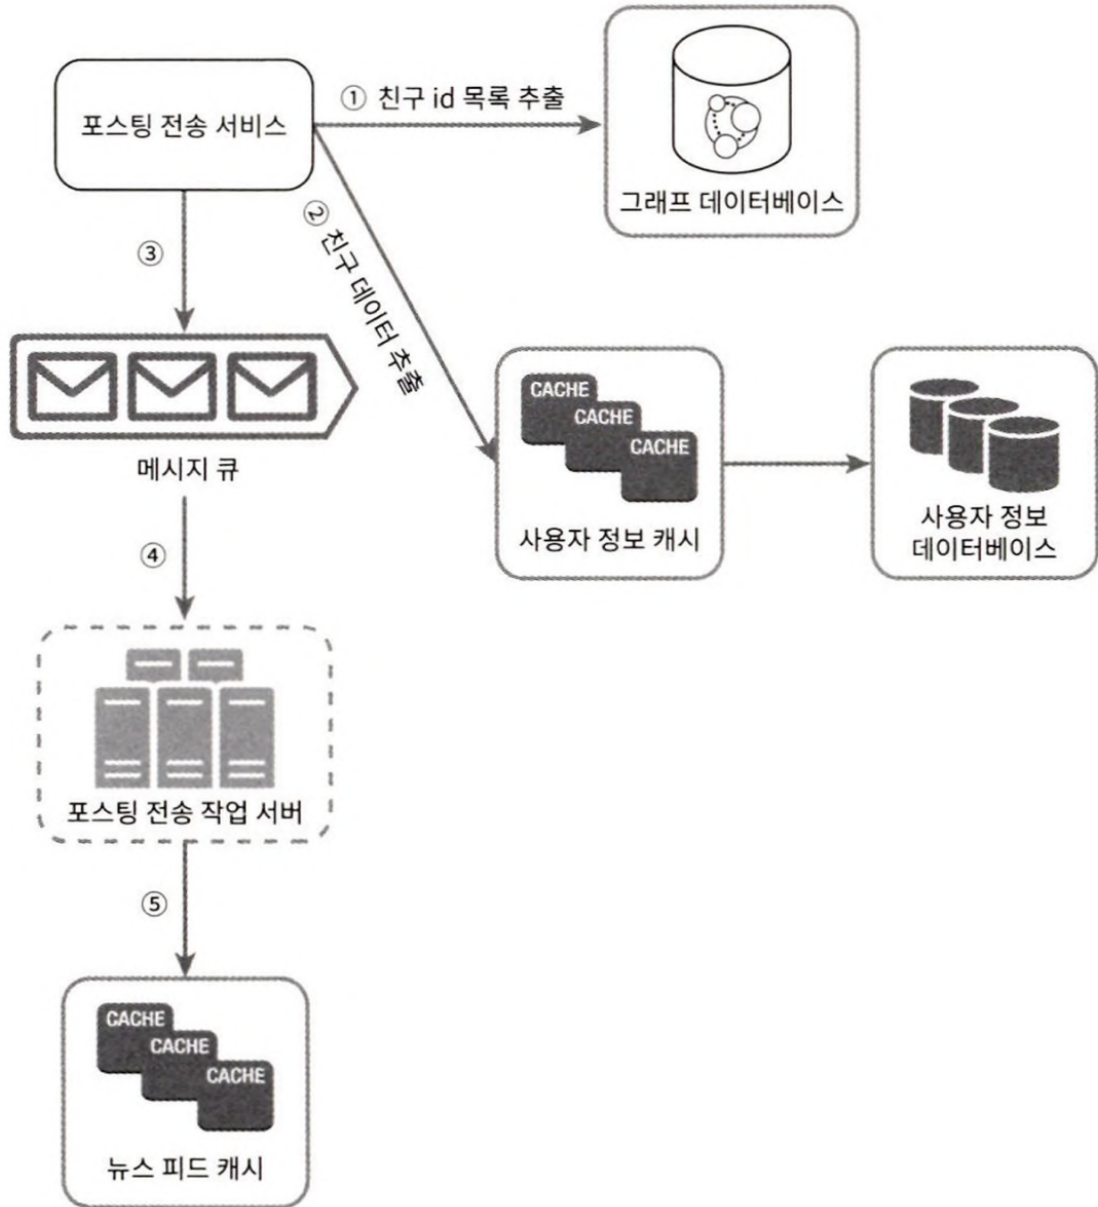 포스팅 전송 서비스
① 친구 id 목록 추출
그래프 데이터베이스
② 친구 데이터 추출
③
메시지 큐
CACHE
CACHE
CACHE
사용자 정보 캐시
사용자 정보
데이터베이스
④
포스팅 전송 작업 서버
⑤
CACHE
CACHE
CACHE
뉴스 피드 캐시